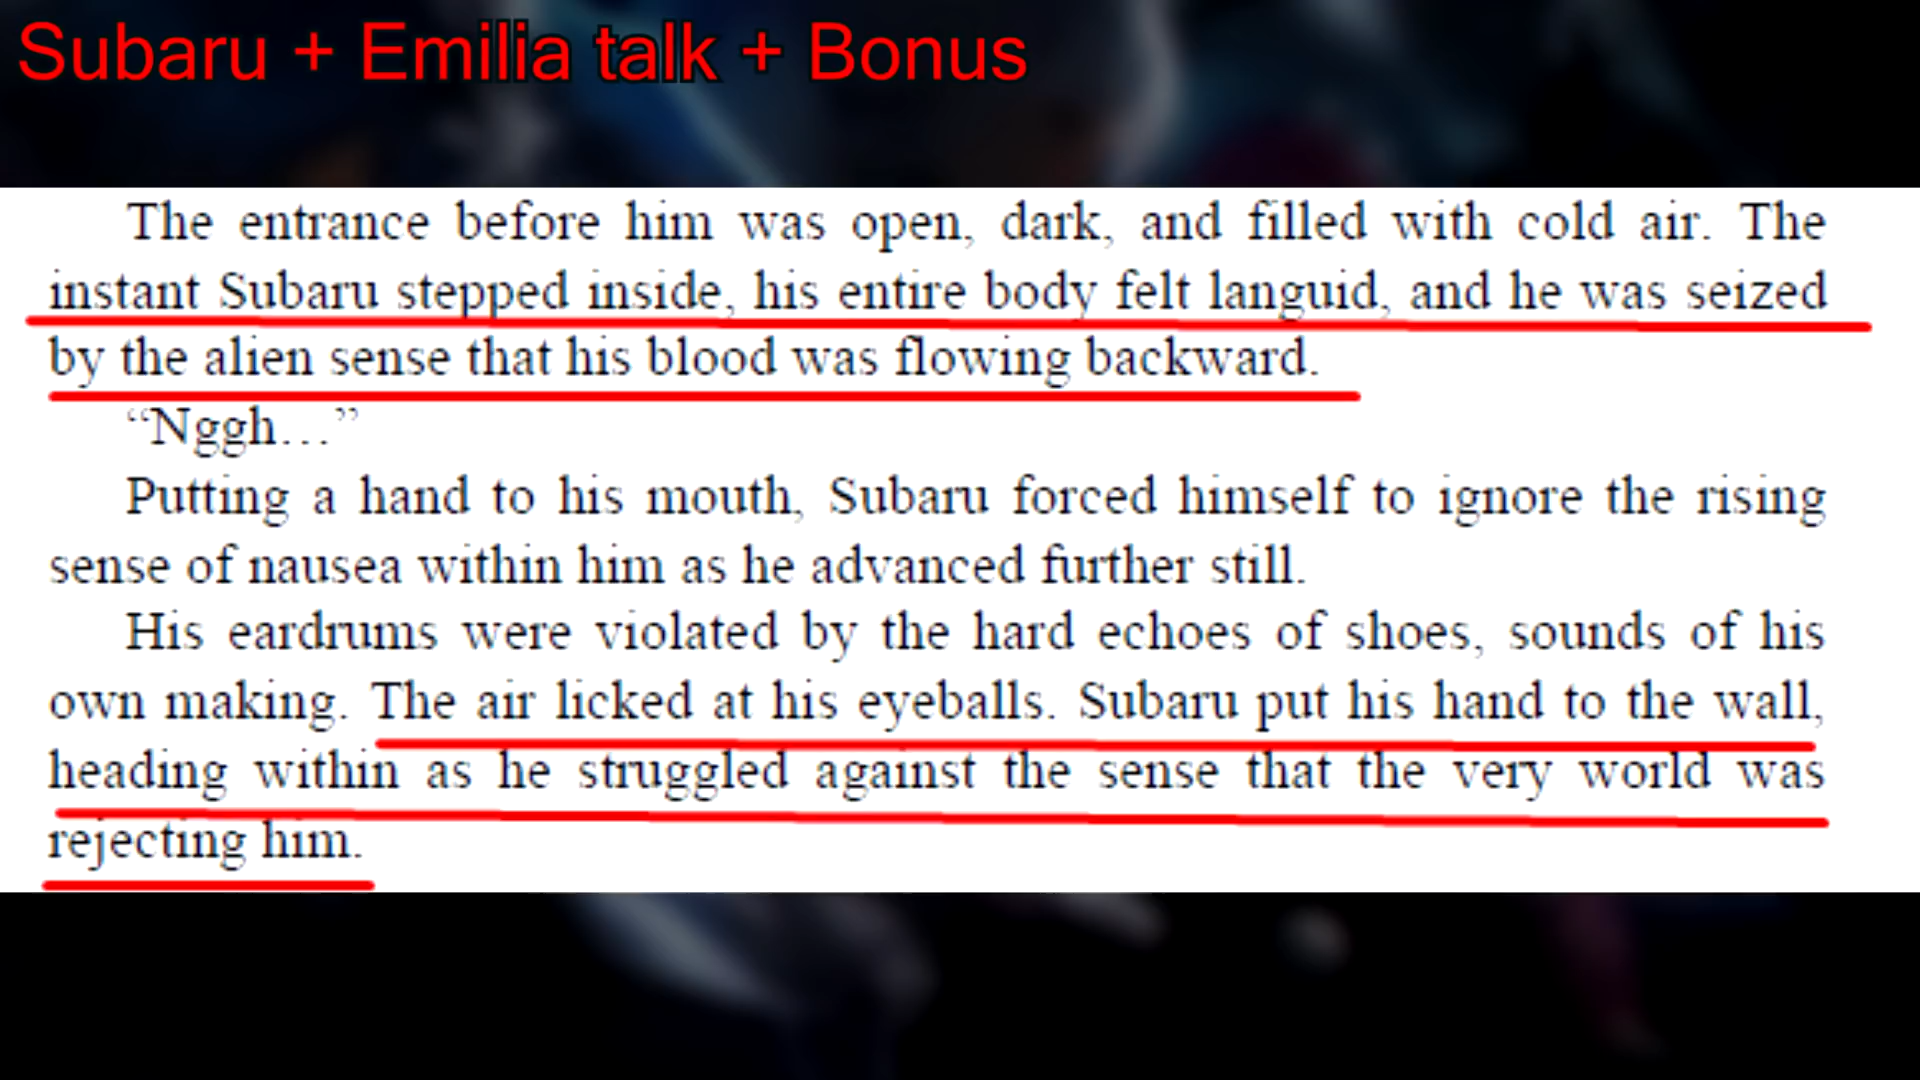 Subaru + Emilia talk + Bonus
The entrance before him was open, dark, and filled with cold air. The
instant Subaru stepped inside, his entire body felt languid, and he was seized
by the alien sense that his blood was flowing backward.
“Nggh…”
Putting a hand to his mouth, Subaru forced himself to ignore the rising
sense of nausea within him as he advanced further still.
His eardrums were violated by the hard echoes of shoes, sounds of his
own making. The air licked at his eyeballs. Subaru put his hand to the wall,
heading within as he struggled against the sense that the very world was
rejecting him.